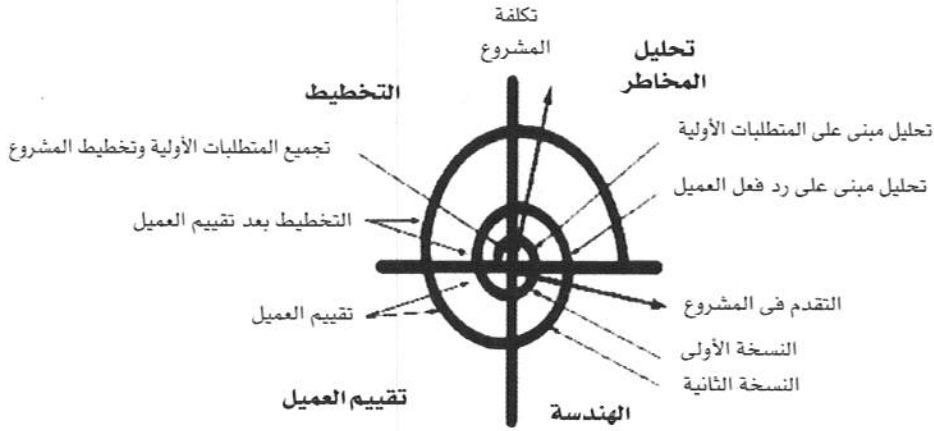 تكلفة
المشروع
تحليل
المخاطر
التخطيط
تحليل مبنى على المتطلبات الأولية
تجميع المتطلبات الأولية وتخطيط المشروع
تحليل مبنى على رد فعل العميل
التخطيط بعد تقييم العميل
التقدم فى المشروع
تقييم العميل
النسخة الأولى
النسخة الثانية
الهندسة
تقييم العميل